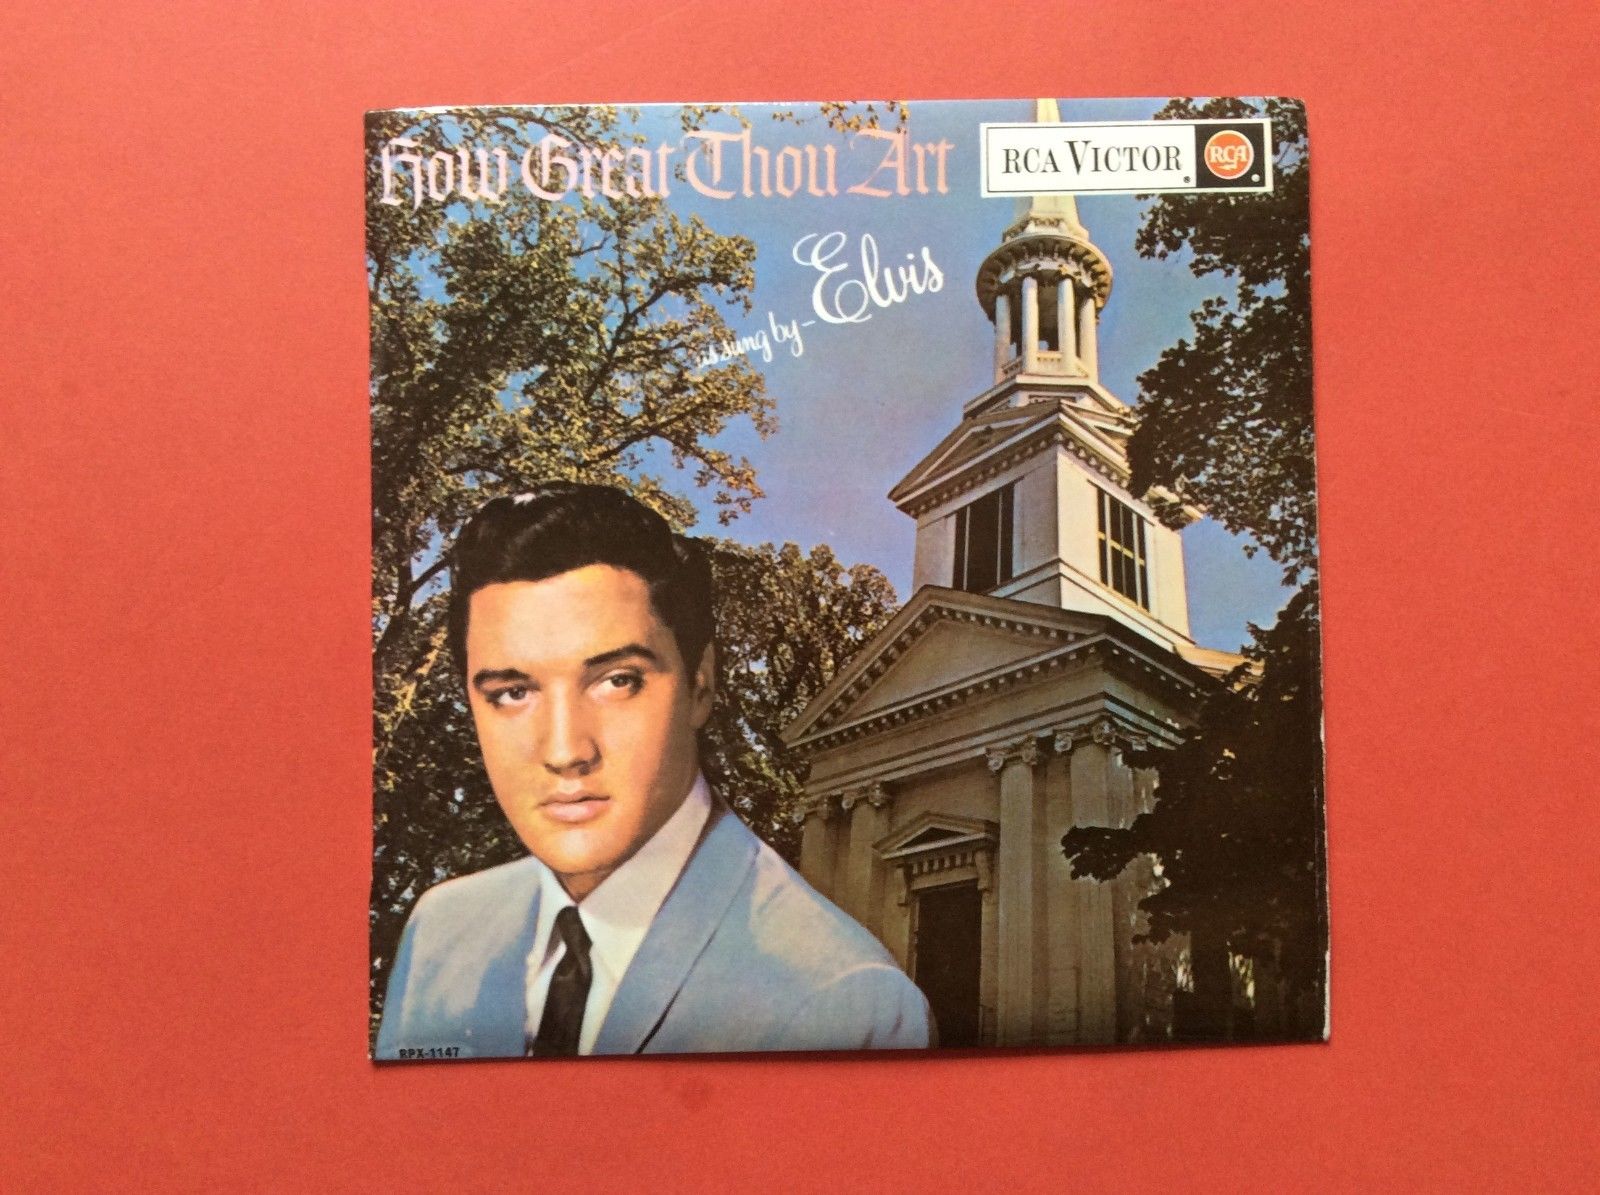 How Great Thou Art
RCA VICTOR
RCA
as sung by—Elvis
RPX-1147